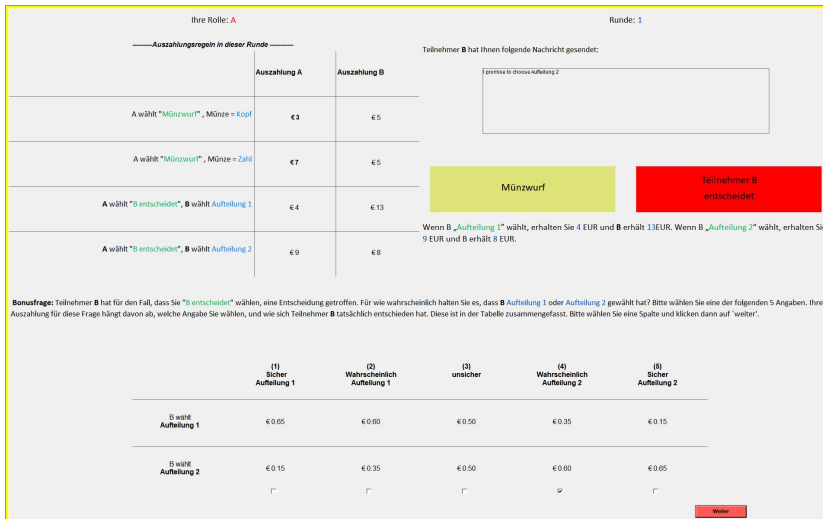 Ihre Rolle: A
Runde: 1
---------Auszahlungsregeln in dieser Runde -----------
Auszahlung A
Auszahlung B
A wählt "Münzwurf" , Münze = Kopf
€ 3
€ 5
A wählt "Münzwurf" , Münze = Zahl
€ 7
€ 5
A wählt "B entscheidet", B wählt Aufteilung 1
€ 4
€ 13
A wählt "B entscheidet", B wählt Aufteilung 2
€ 9
€ 8
Teilnehmer B hat Ihnen folgende Nachricht gesendet:
I promise to choose Aufteilung 2
Münzwurf
Teilnehmer B
entscheidet
Wenn B „Aufteilung 1“ wählt, erhalten Sie 4 EUR und B erhält 13EUR. Wenn B „Aufteilung 2“ wählt, erhalten Sie
9 EUR und B erhält 8 EUR.
Bonusfrage: Teilnehmer B hat für den Fall, dass Sie "B entscheidet" wählen, eine Entscheidung getroffen. Für wie wahrscheinlich halten Sie es, dass B Aufteilung 1 oder Aufteilung 2 gewählt hat? Bitte wählen Sie eine der folgenden 5 Angaben. Ihre
Auszahlung für diese Frage hängt davon ab, welche Angabe Sie wählen, und wie sich Teilnehmer B tatsächlich entschieden hat. Diese ist in der Tabelle zusammengefasst. Bitte wählen Sie eine Spalte und klicken dann auf `weiter'.
(1)
Sicher
Aufteilung 1
(2)
Wahrscheinlich
Aufteilung 1
(3)
unsicher
(4)
Wahrscheinlich
Aufteilung 2
(5)
Sicher
Aufteilung 2
B wählt
Aufteilung 1
€ 0.65
€ 0.60
€ 0.50
€ 0.35
€ 0.15
B wählt
Aufteilung 2
€ 0.15
€ 0.35
€ 0.50
€ 0.60
€ 0.65
Weiter